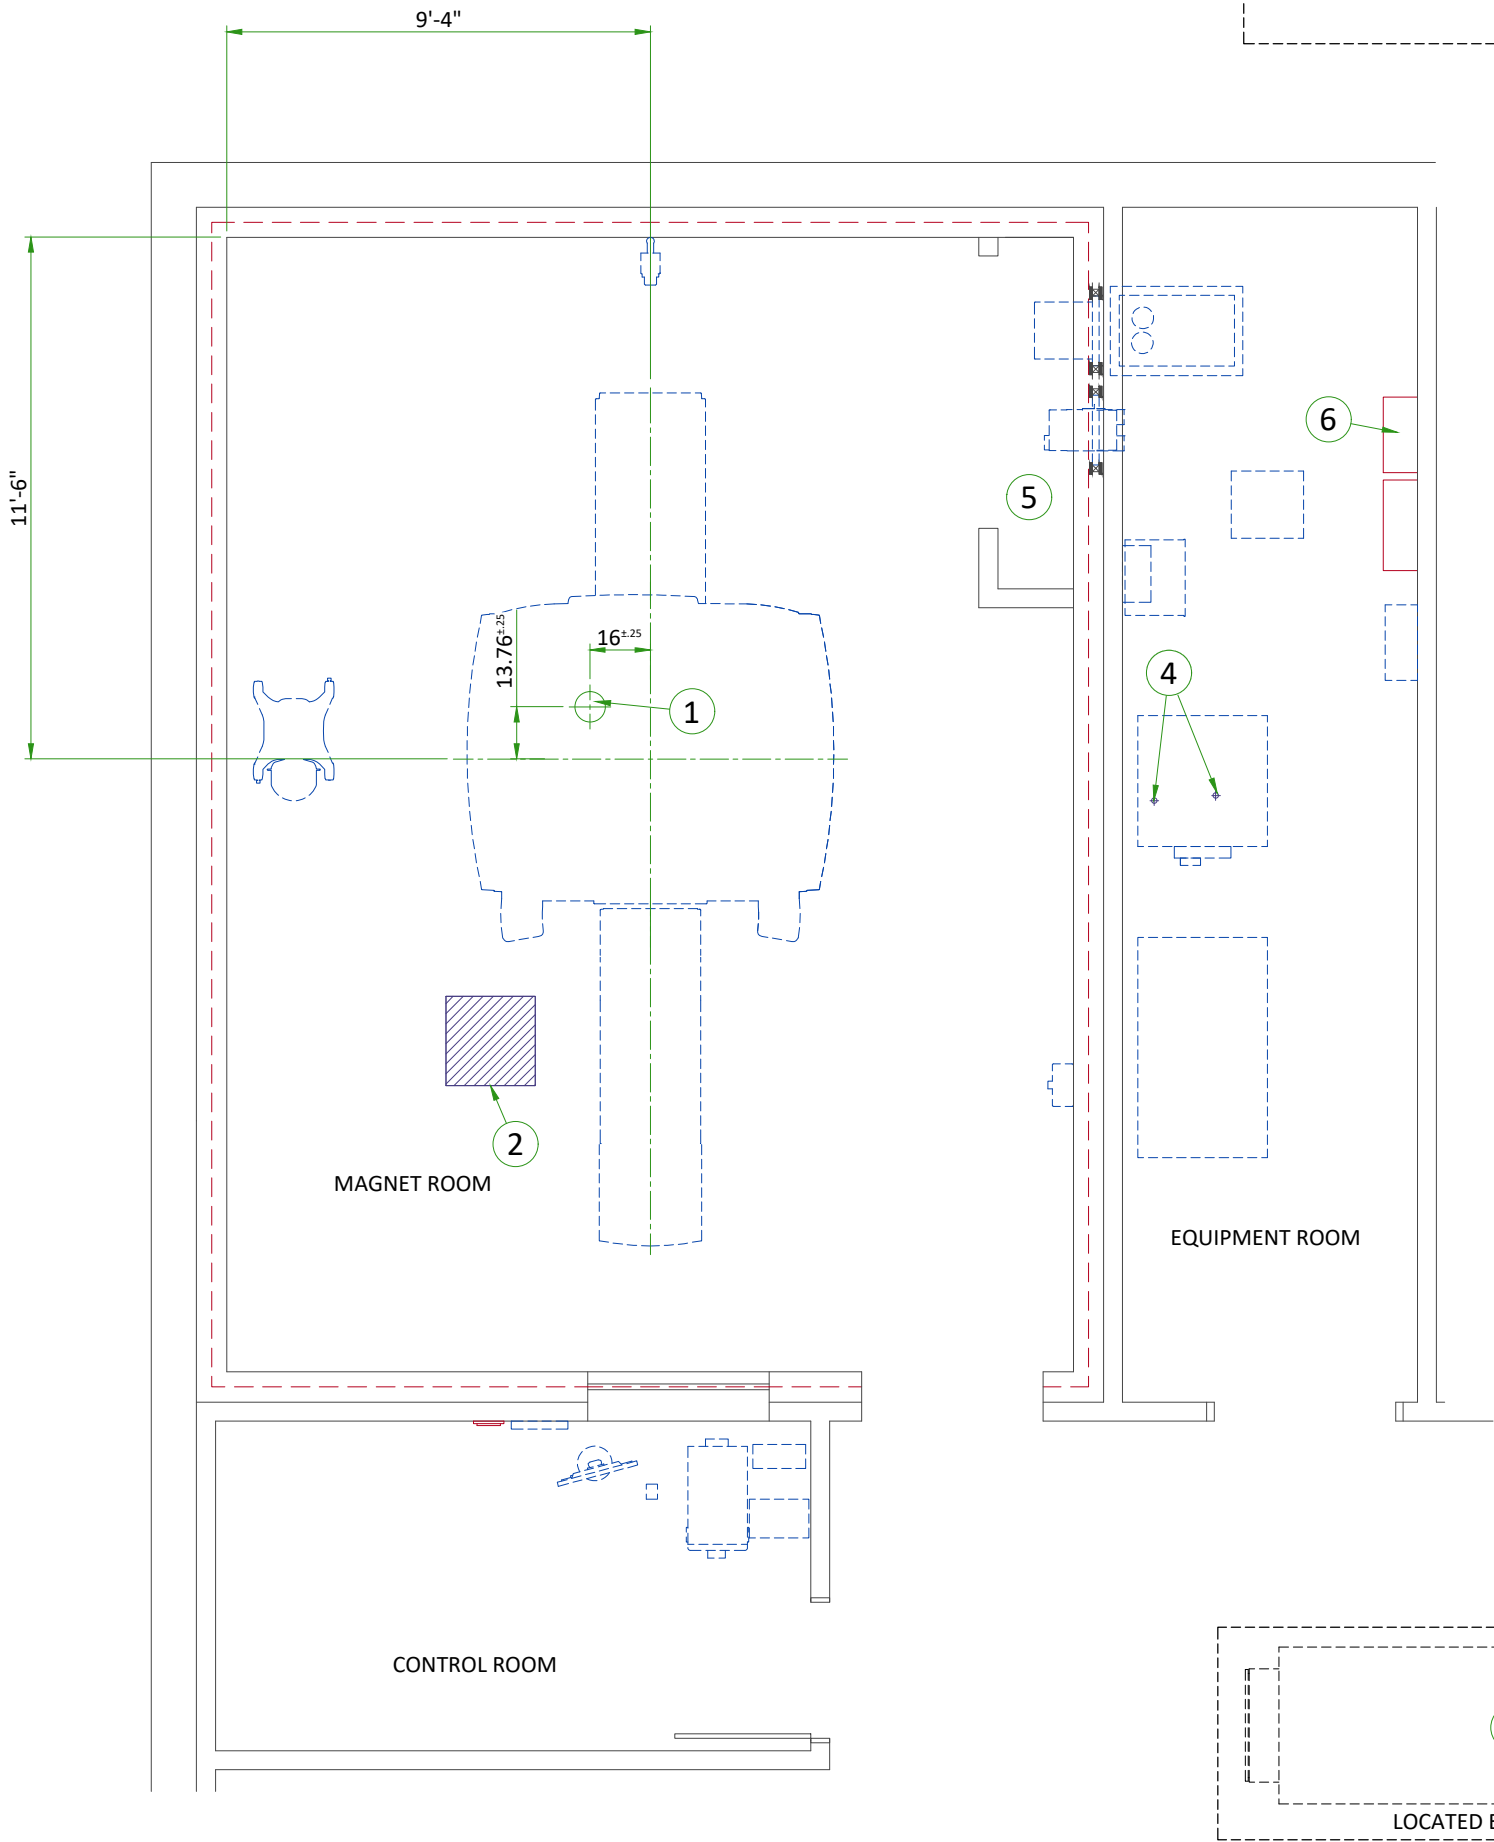 9'-4"
11'-6"
6
5
13.76±.25
16±.25
4
1
2
MAGNET ROOM
EQUIPMENT ROOM
CONTROL ROOM
LOCATED